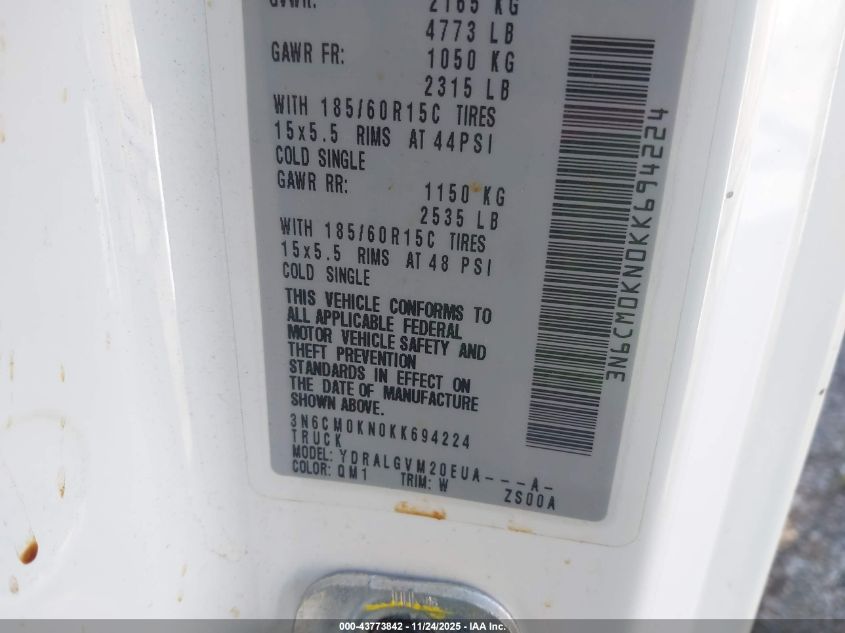 GVWR: 2165 KG
4773 LB
GAWR FR: 1050 KG
2315 LB
WITH 185/60R15C TIRES
15x5.5 RIMS AT 44PSI
COLD SINGLE
GAWR RR: 1150 KG
2535 LB
WITH 185/60R15C TIRES
15x5.5 RIMS AT 48 PSI
COLD SINGLE
THIS VEHICLE CONFORMS TO
ALL APPLICABLE FEDERAL
MOTOR VEHICLE SAFETY AND
THEFT PREVENTION
STANDARDS IN EFFECT ON
THE DATE OF MANUFACTURE
SHOWN ABOVE.
3N6CM0KN0KK694224
TRUCK
MODEL: YDRALGVM20EUA---A-
COLOR: QM1 TRIM: W ZS00A
3N6CM0KN0KK694224
000-43773842 - 11/24/2025 - IAA Inc.